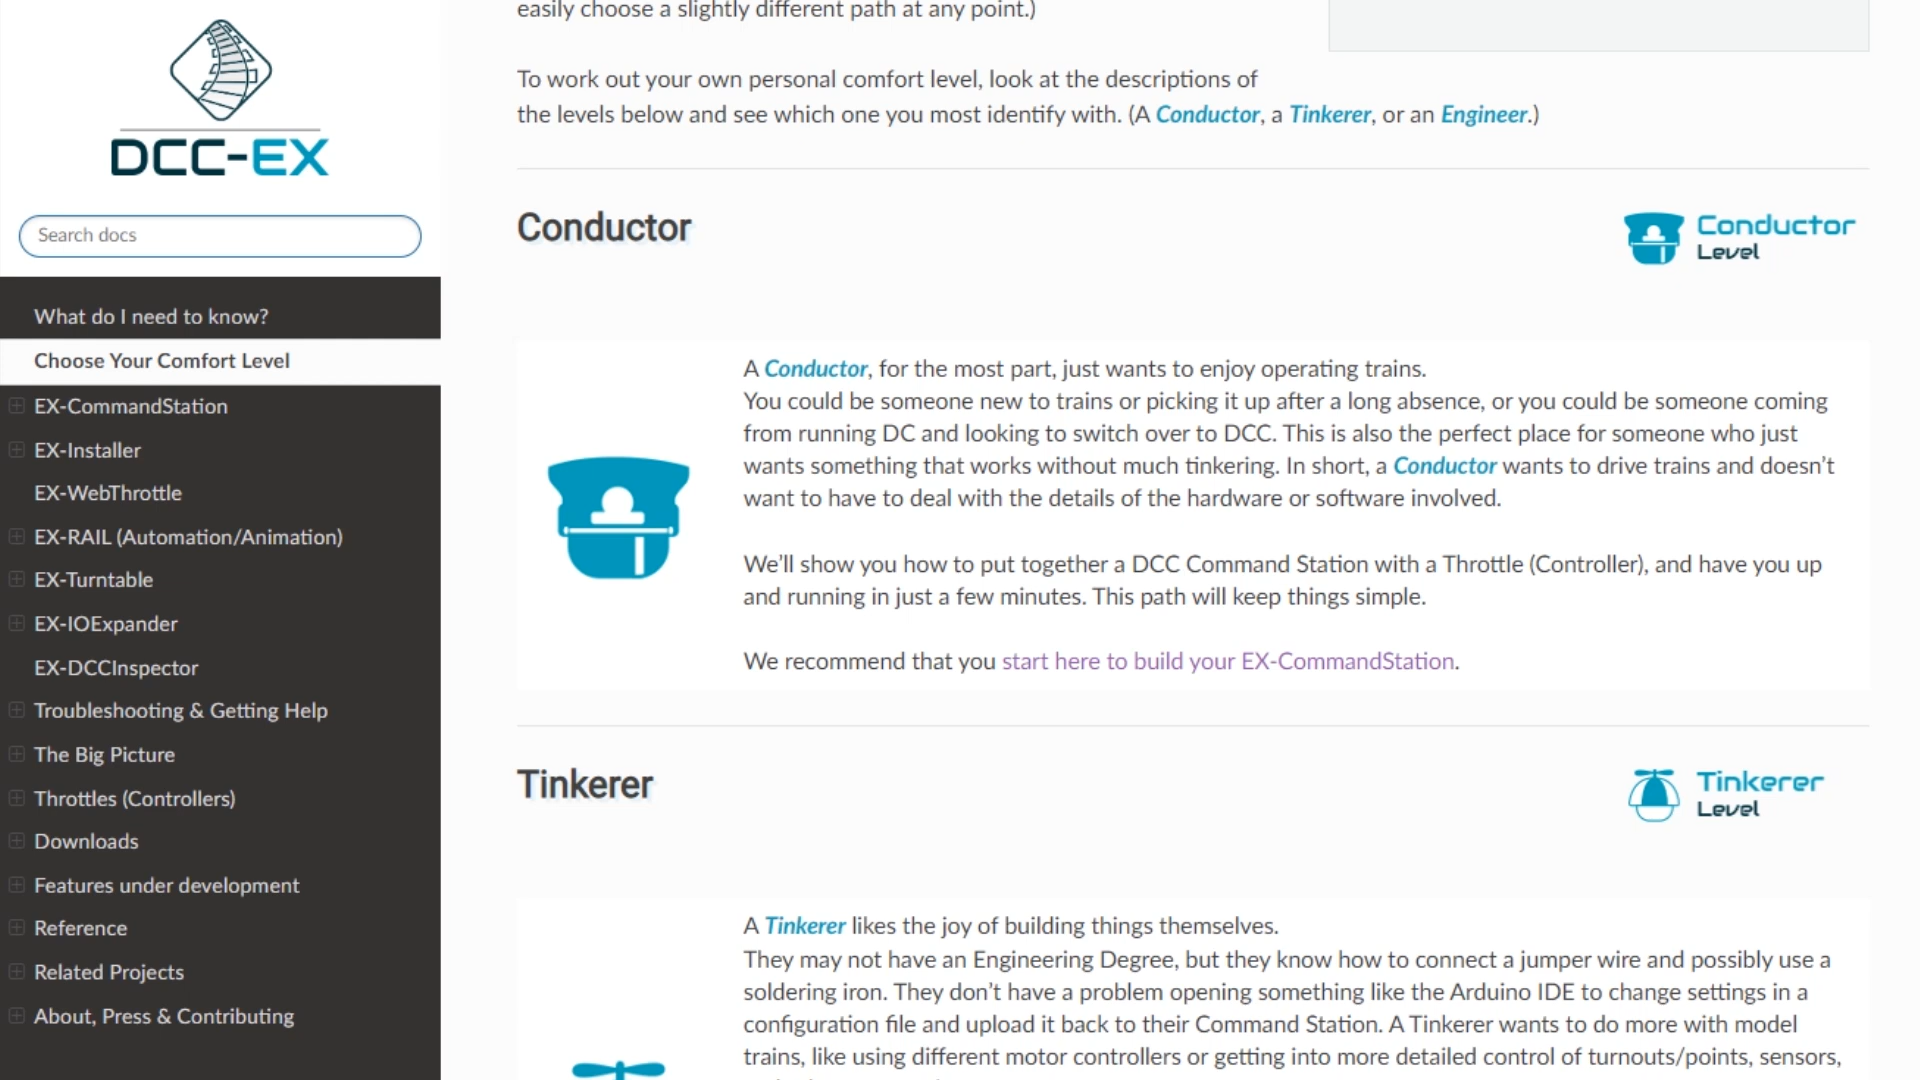 DCC-EX
Search docs
What do I need to know?
Choose Your Comfort Level
EX-CommandStation
EX-Installer
EX-WebThrottle
EX-RAIL (Automation/Animation)
EX-Turntable
EX-IOExpander
EX-DCCInspector
Troubleshooting & Getting Help
The Big Picture
Throttles (Controllers)
Downloads
Features under development
Reference
Related Projects
About, Press & Contributing
easily choose a slightly different path at any point.)
To work out your own personal comfort level, look at the descriptions of
the levels below and see which one you most identify with. (A Conductor, a Tinkerer, or an Engineer.)
Conductor
Conductor
Level
A Conductor, for the most part, just wants to enjoy operating trains.
You could be someone new to trains or picking it up after a long absence, or you could be someone coming
from running DC and looking to switch over to DCC. This is also the perfect place for someone who just
wants something that works without much tinkering. In short, a Conductor wants to drive trains and doesn’t
want to have to deal with the details of the hardware or software involved.
We’ll show you how to put together a DCC Command Station with a Throttle (Controller), and have you up
and running in just a few minutes. This path will keep things simple.
We recommend that you start here to build your EX-CommandStation.
Tinkerer
Tinkerer
Level
A Tinkerer likes the joy of building things themselves.
They may not have an Engineering Degree, but they know how to connect a jumper wire and possibly use a
soldering iron. They don’t have a problem opening something like the Arduino IDE to change settings in a
configuration file and upload it back to their Command Station. A Tinkerer wants to do more with model
trains, like using different motor controllers or getting into more detailed control of turnouts/points, sensors,